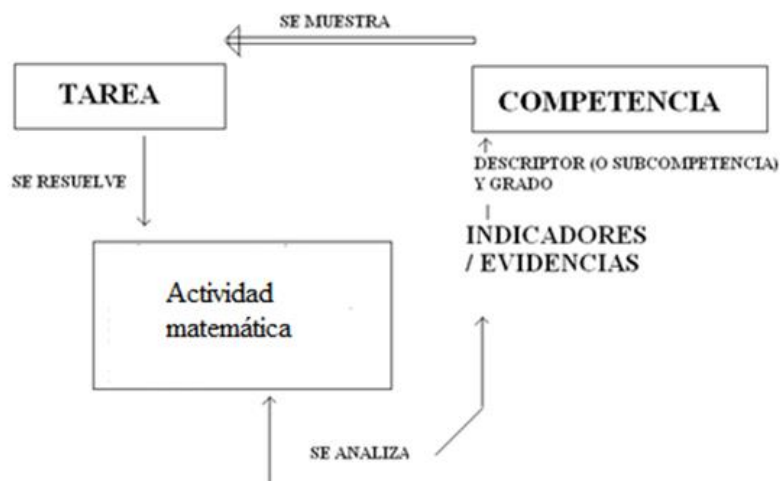 SE MUESTRA
TAREA
COMPETENCIA
SE RESUELVE
DESCRIPTOR (O SUBCOMPETENCIA)
Y GRADO
INDICADORES
/ EVIDENCIAS
Actividad
matemática
SE ANALIZA